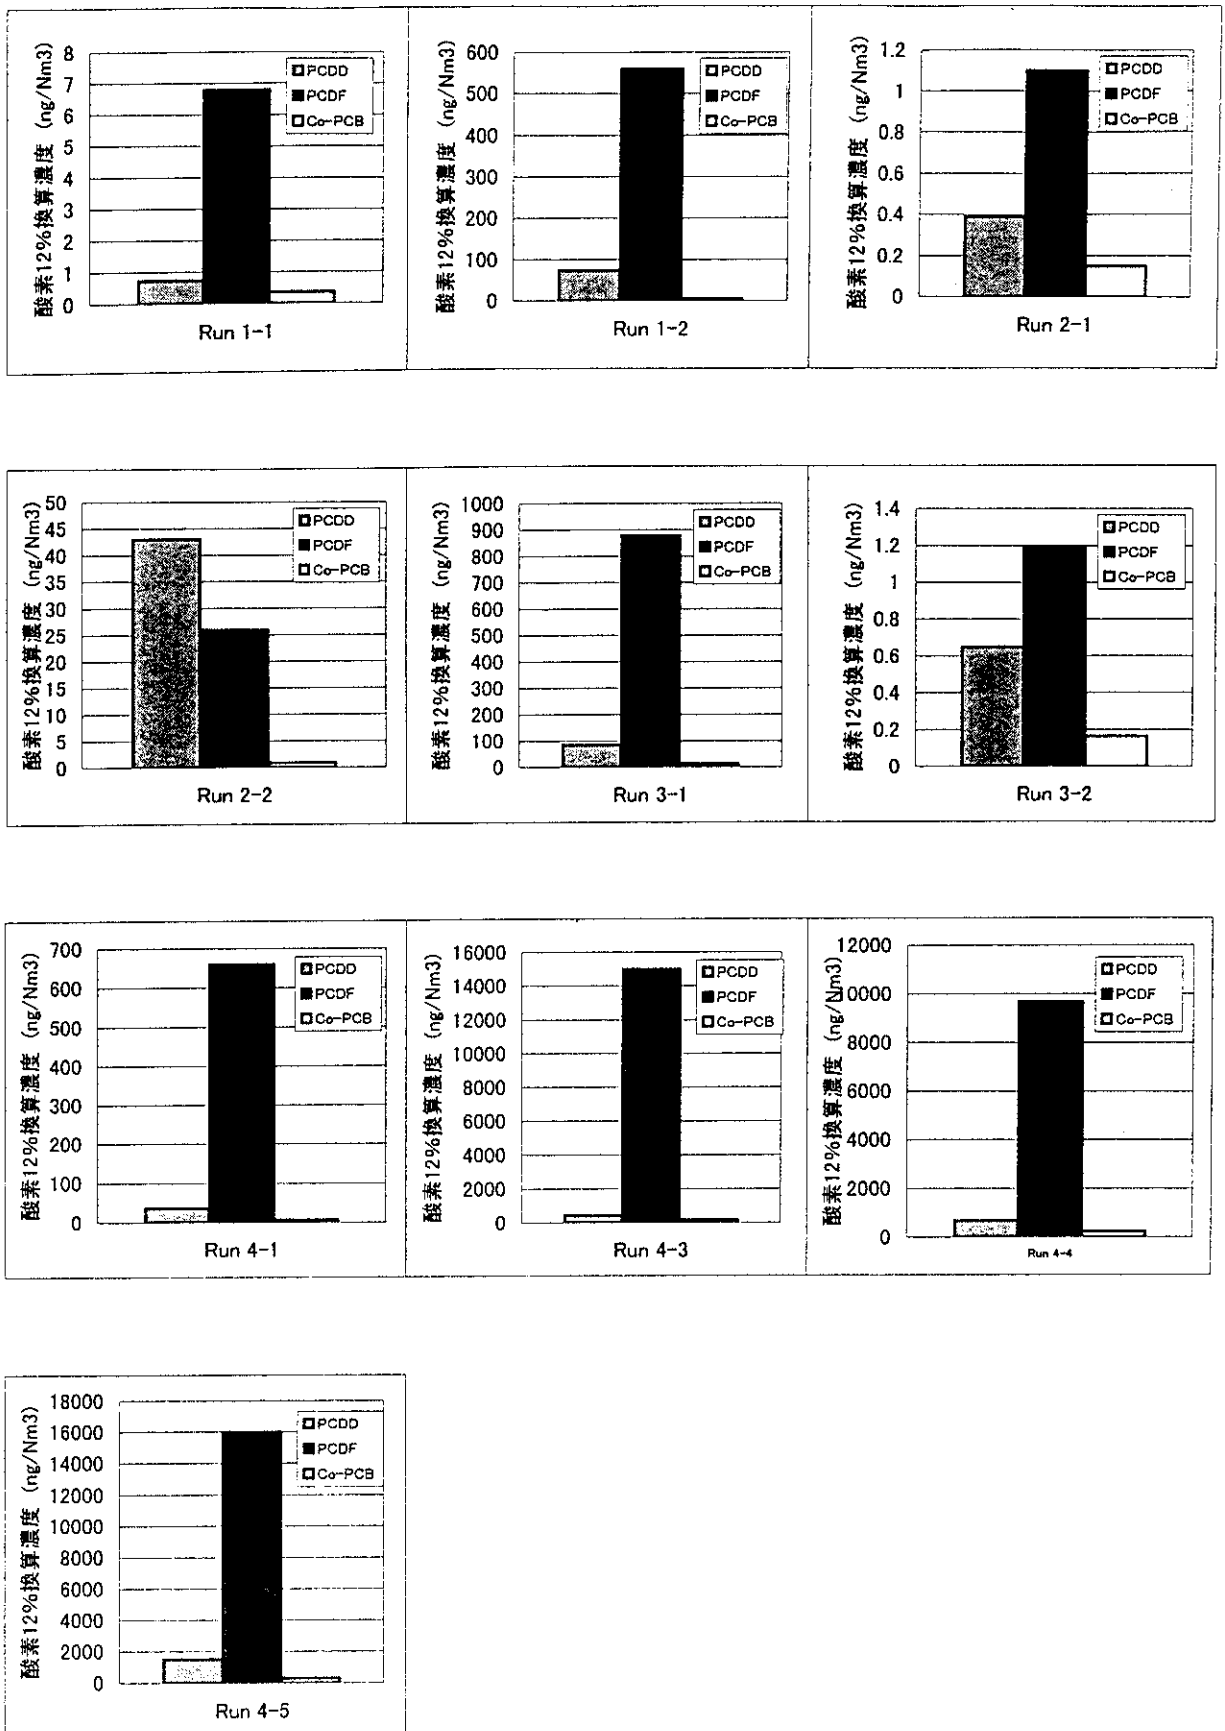 酸素12%換算濃度 (ng/Nm3)
8
7
6
5
4
3
2
1
0
PCDD
PCDF
Co-PCB
Run 1-1
酸素12%換算濃度 (ng/Nm3)
600
500
400
300
200
100
0
PCDD
PCDF
Co-PCB
Run 1-2
酸素12%換算濃度 (ng/Nm3)
1.2
1
0.8
0.6
0.4
0.2
0
PCDD
PCDF
Co-PCB
Run 2-1
酸素12%換算濃度 (ng/Nm3)
50
45
40
35
30
25
20
15
10
5
0
PCDD
PCDF
Co-PCB
Run 2-2
酸素12%換算濃度 (ng/Nm3)
1000
900
800
700
600
500
400
300
200
100
0
PCDD
PCDF
Co-PCB
Run 3-1
酸素12%換算濃度 (ng/Nm3)
1.4
1.2
1
0.8
0.6
0.4
0.2
0
PCDD
PCDF
Co-PCB
Run 3-2
酸素12%換算濃度 (ng/Nm3)
700
600
500
400
300
200
100
0
PCDD
PCDF
Co-PCB
Run 4-1
酸素12%換算濃度 (ng/Nm3)
16000
14000
12000
10000
8000
6000
4000
2000
0
PCDD
PCDF
Co-PCB
Run 4-3
酸素12%換算濃度 (ng/Nm3)
12000
10000
8000
6000
4000
2000
0
PCDD
PCDF
Co-PCB
Run 4-4
酸素12%換算濃度 (ng/Nm3)
18000
16000
14000
12000
10000
8000
6000
4000
2000
0
PCDD
PCDF
Co-PCB
Run 4-5